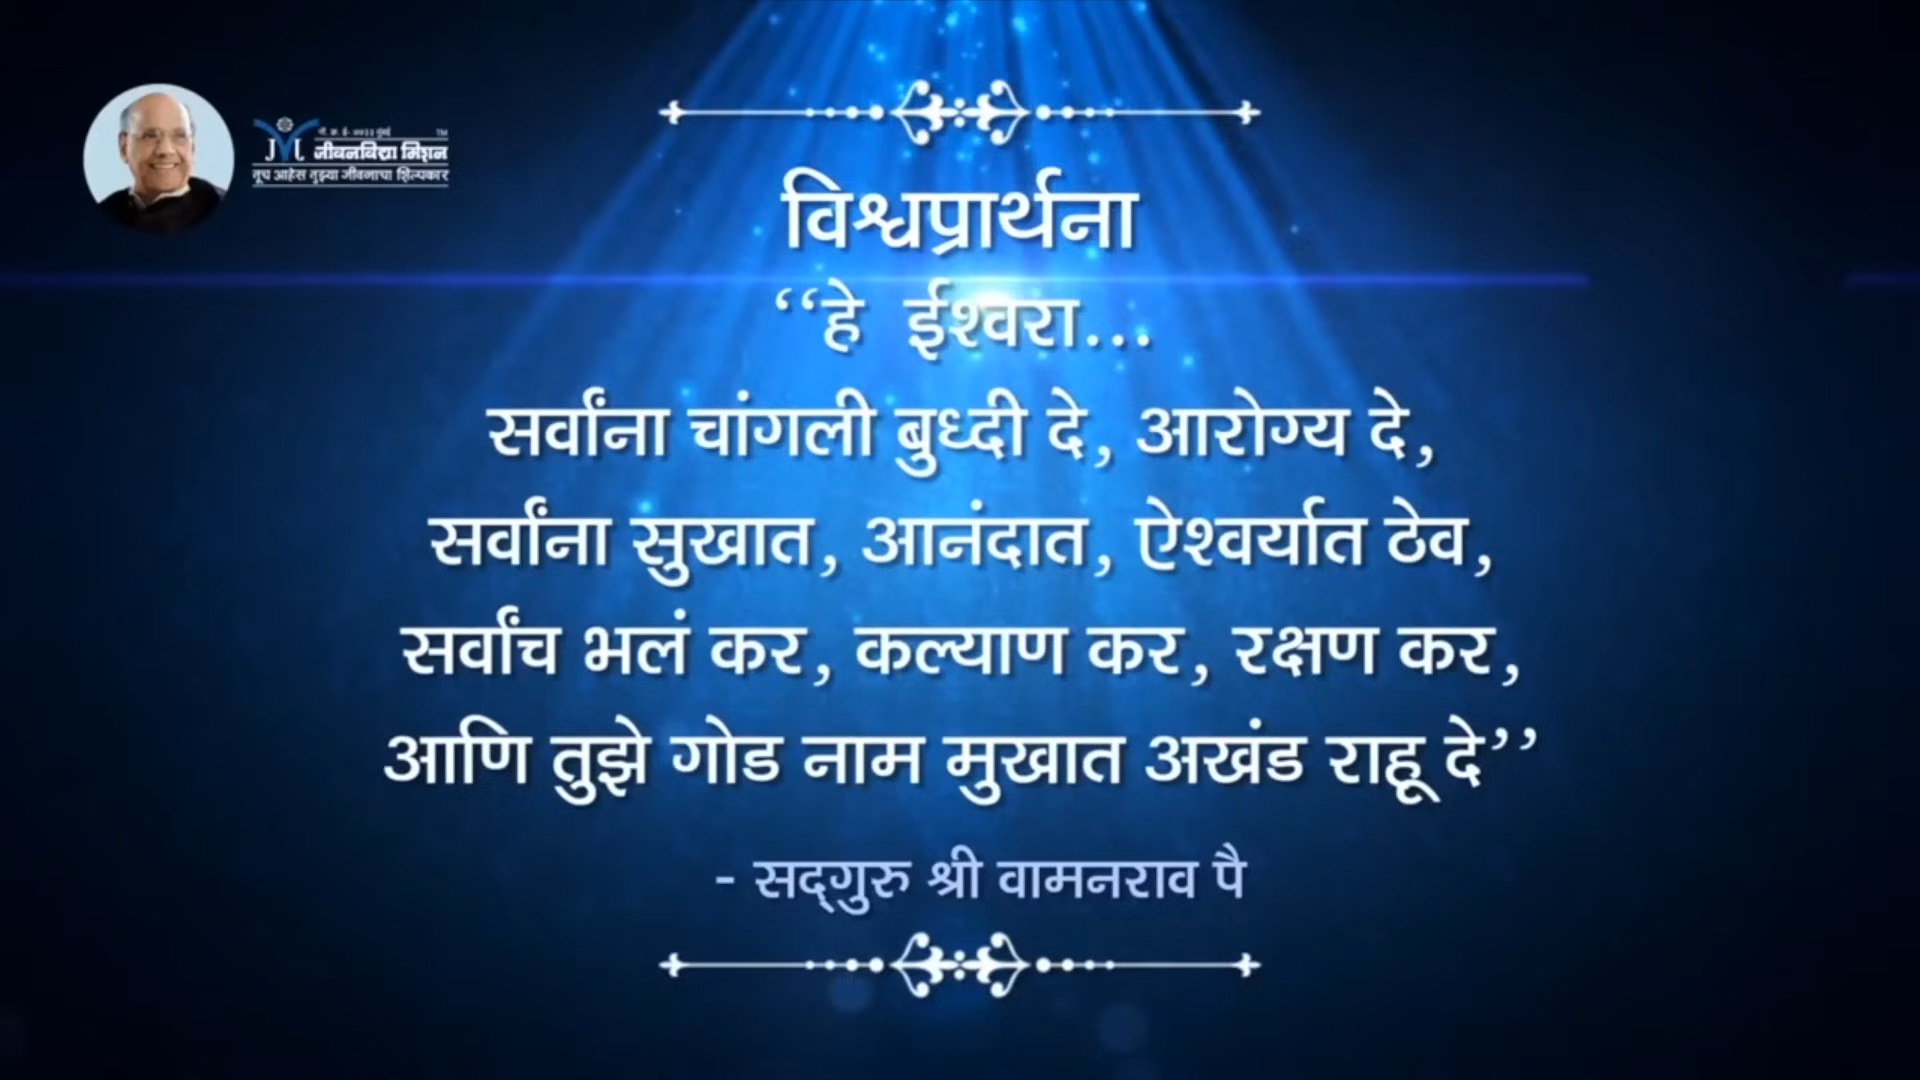 TM
जीवनविद्या मिशन
तूच आहेस तुझ्या जीवनाचा शिल्पकार
विश्वप्रार्थना
“हे ईश्वरा...
सर्वांना चांगली बुध्दी दे, आरोग्य दे,
सर्वांना सुखात, आनंदात, ऐश्वर्यात ठेव,
सर्वांच भलं कर, कल्याण कर, रक्षण कर,
आणि तुझे गोड नाम मुखात अखंड राहू दे”
- सद्‌गुरु श्री वामनराव पै